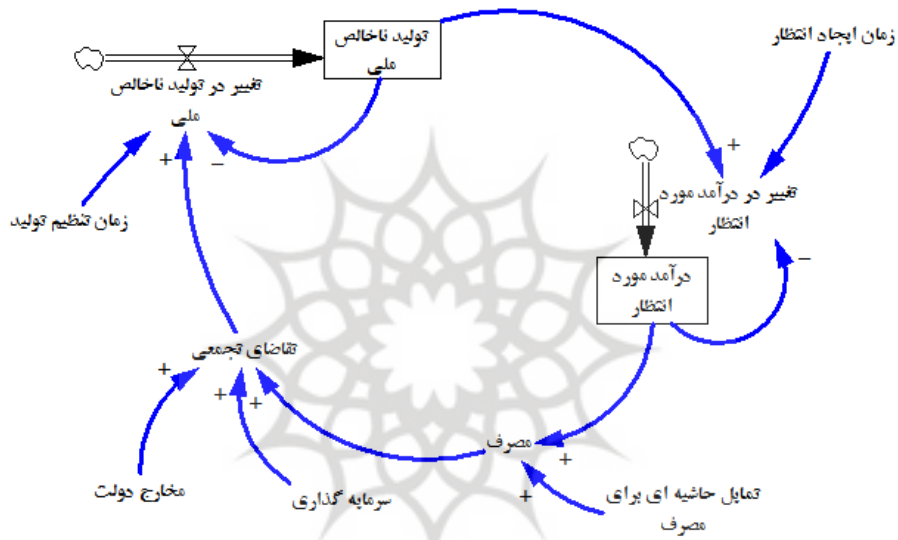 تولید ناخالص
ملی
زمان ایجاد انتظار
تغییر در تولید ناخالص
ملی
+
–
+
زمان تنظیم تولید
تغییر در درآمد مورد
انتظار
–
درآمد مورد
انتظار
تقاضای تجمعی
+
+
+
مصرف
+
+
مخارج دولت
سرمایه گذاری
تمایل حاشیه ای برای
مصرف